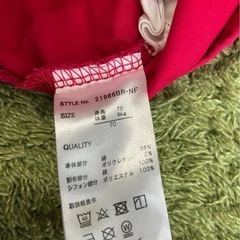 STYLE No. 21886BR-NF
SIZE 身長 70
体重 9kg
70
QUALITY
本体部分 綿 98%
ポリウレタン 2%
別布部分 綿 100%
シフォン部分 ポリエステル 100%
取扱絵表示